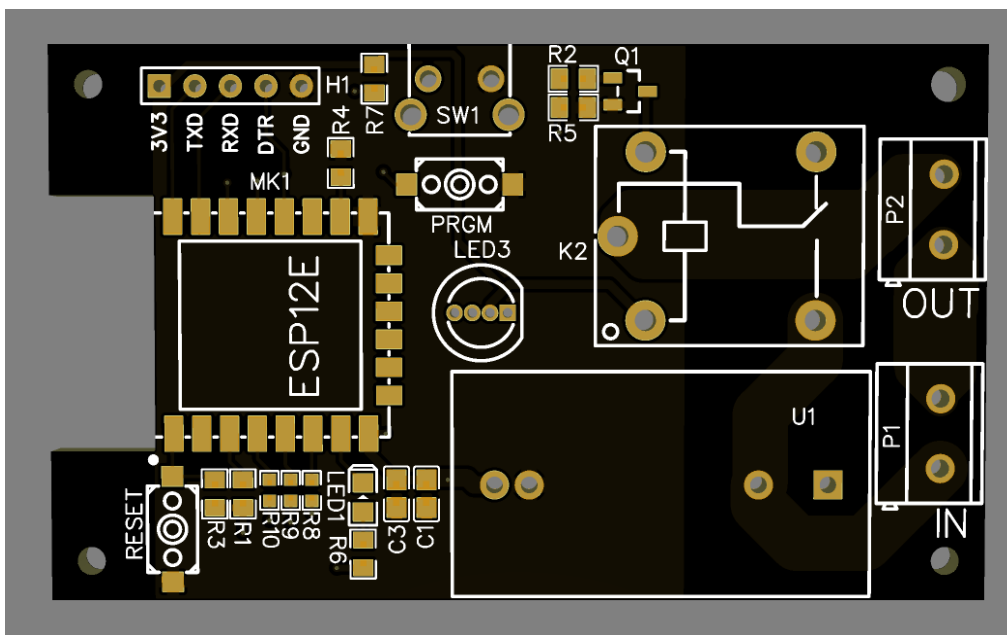 R2
Q1
H1
R4
R7
SW1
R5
3V3
TXD
RXD
DTR
GND
MK1
PRGM
LED3
K2
P2
OUT
ESP12E
U1
P1
IN
RESET
R3
R1
R10
R9
R8
LED1
R6
C3
C1